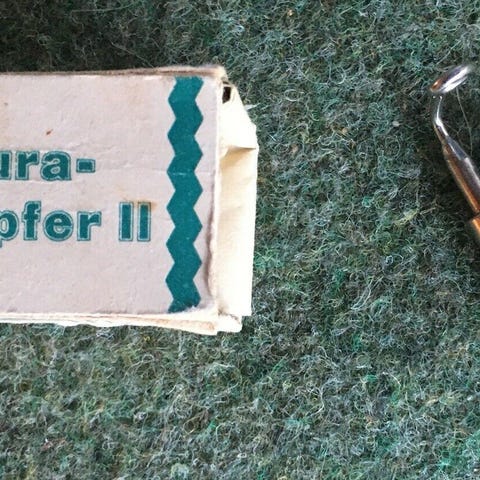 ura-
pfer II